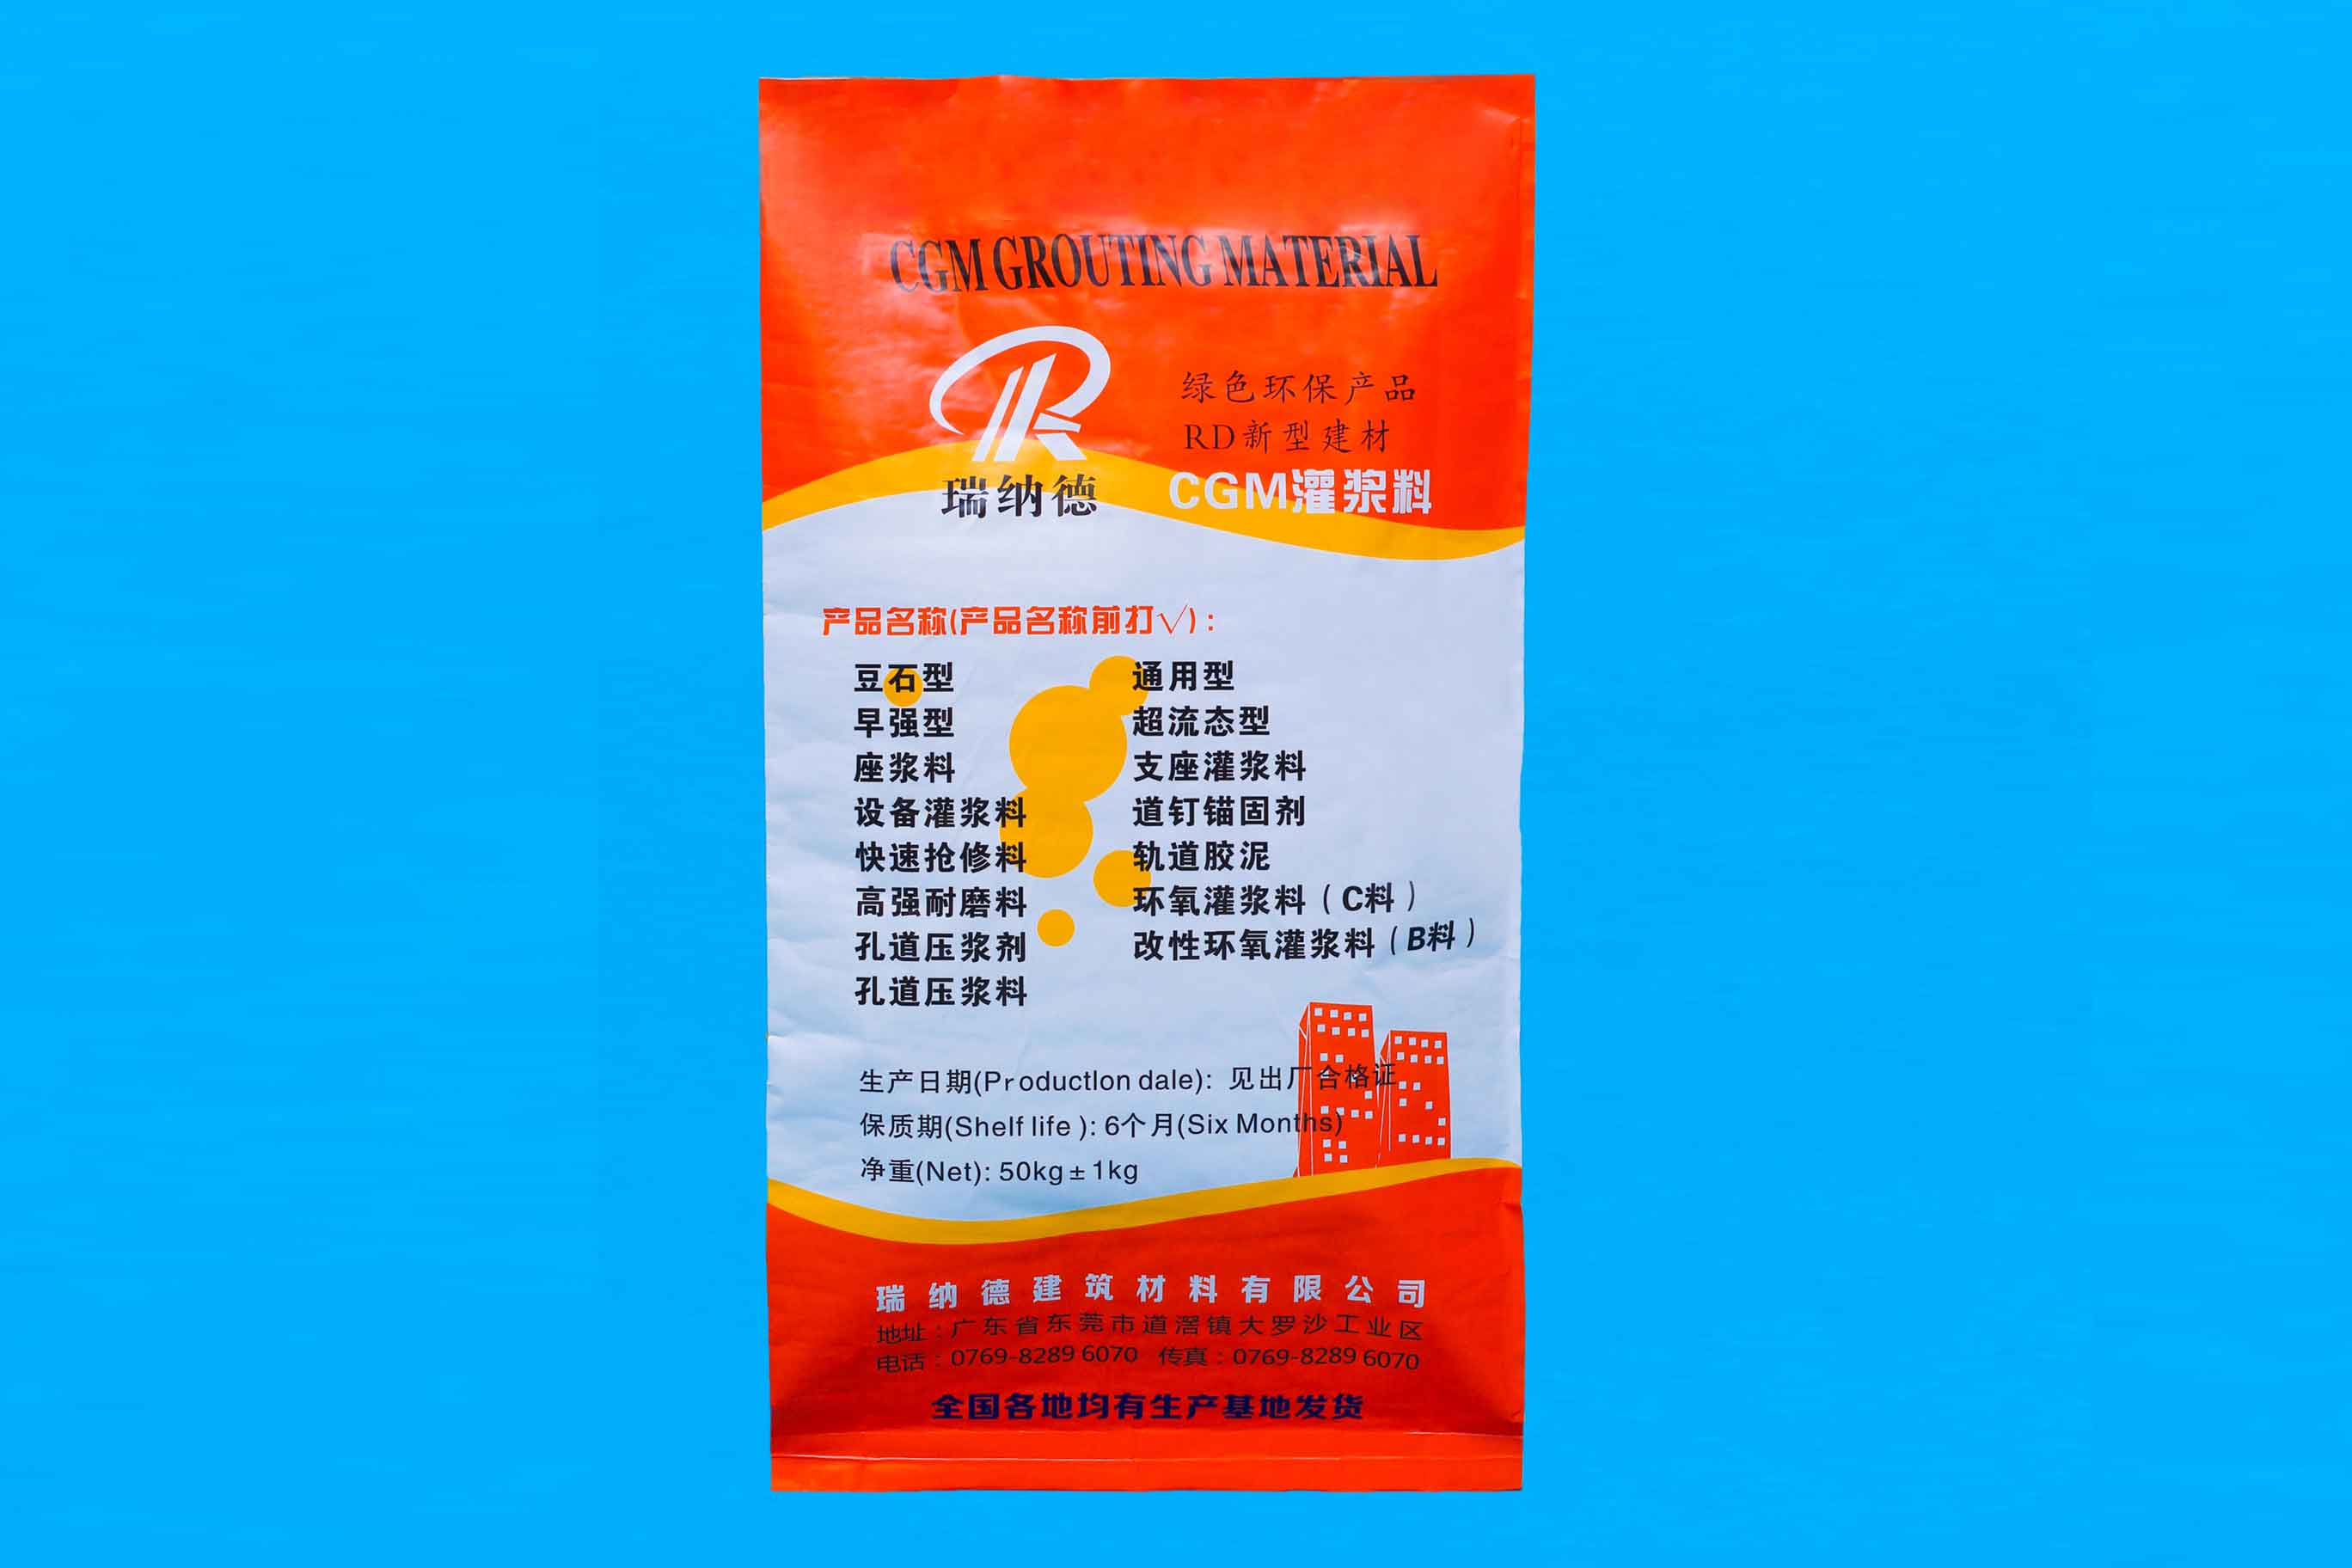 CGM GROUTING MATERIAL
绿色环保产品
RD新型建材
瑞纳德
CGM灌浆料
产品名称(产品名称前打√):
豆石型
通用型
早强型
超流态型
座浆料
支座灌浆料
设备灌浆料
道钉锚固剂
快速抢修料
轨道胶泥
高强耐磨料
环氧灌浆料(C料)
孔道压浆剂
改性环氧灌浆料(B料)
孔道压浆料
生产日期(ProductIon dale): 见出厂合格证
保质期(Shelf life ): 6个月(Six Months)
净重(Net): 50kg±1kg
瑞纳德建筑材料有限公司
地址:广东省东莞市道滘镇大罗沙工业区
电话:0769-8289 6070 传真:0769-8289 6070
全国各地均有生产基地发货